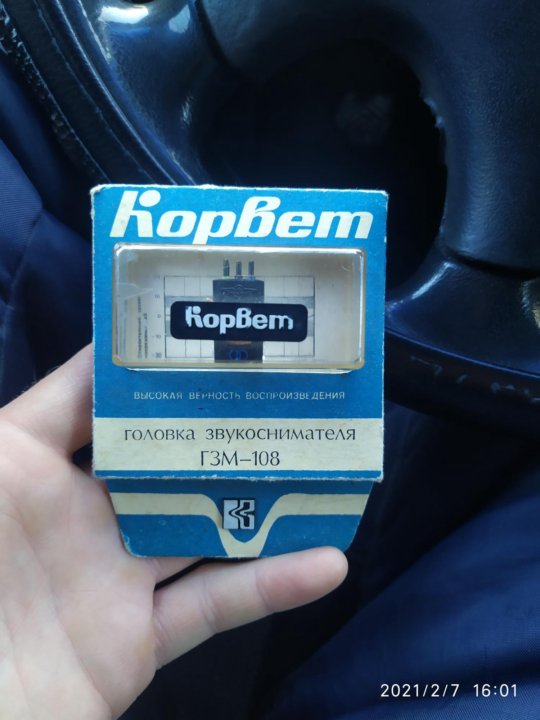 Корвет
Корвет
ВЫСОКАЯ ВЕРНОСТЬ ВОСПРОИЗВЕДЕНИЯ
ГОЛОВКА ЗВУКОСНИМАТЕЛЯ
ГЗМ–108
2021/2/7 16:01